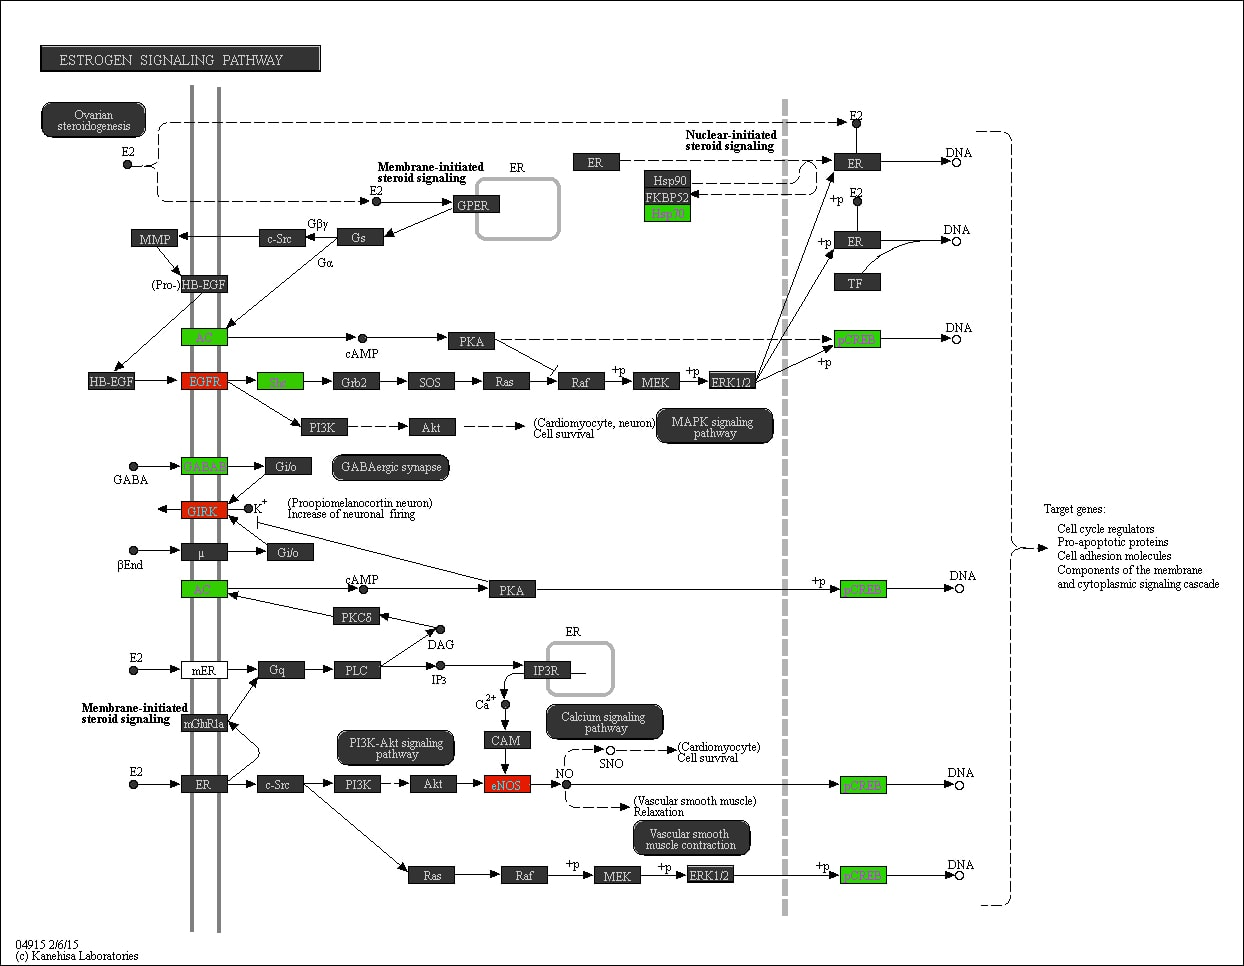 ESTROGEN SIGNALING PATHWAY
Ovarian
steroidogenesis
E2
E2
Nuclear-initiated
steroid signaling
DNA
E2
Membrane-initiated
steroid signaling
ER
ER
ER
Hsp90
FKBP52
Hsp70
E2
GPER
+p
E2
DNA
MMP
c-Src
Gβγ
Gs
+p
ER
Gα
(Pro-)
HB-EGF
TF
AC
cAMP
PKA
pCREB
DNA
+p
HB-EGF
EGFR
Shc
Grb2
SOS
Ras
Raf
+p
MEK
+p
ERK1/2
PI3K
Akt
(Cardiomyocyte, neuron)
Cell survival
MAPK signaling
pathway
GABA
GABAB
Gi/o
GABAergic synapse
GIRK
K+
(Propiomelanocortin neuron)
Increase of neuronal firing
βEnd
μ
Gi/o
Target genes:
Cell cycle regulators
Pro-apoptotic proteins
Cell adhesion molecules
Components of the membrane
and cytoplasmic signaling cascade
AC
cAMP
PKA
+p
pCREB
DNA
PKCδ
DAG
E2
mER
Gq
PLC
IP3
ER
IP3R
Ca2+
Membrane-initiated
steroid signaling
mGluR1a
CAM
Calcium signaling
pathway
PI3K-Akt signaling
pathway
(Cardiomyocyte)
Cell survival
SNO
NO
E2
ER
c-Src
PI3K
Akt
eNOS
pCREB
DNA
(Vascular smooth muscle)
Relaxation
Vascular smooth
muscle contraction
Ras
Raf
+p
MEK
+p
ERK1/2
+p
pCREB
DNA
04915 2/6/15
(c) Kanehisa Laboratories